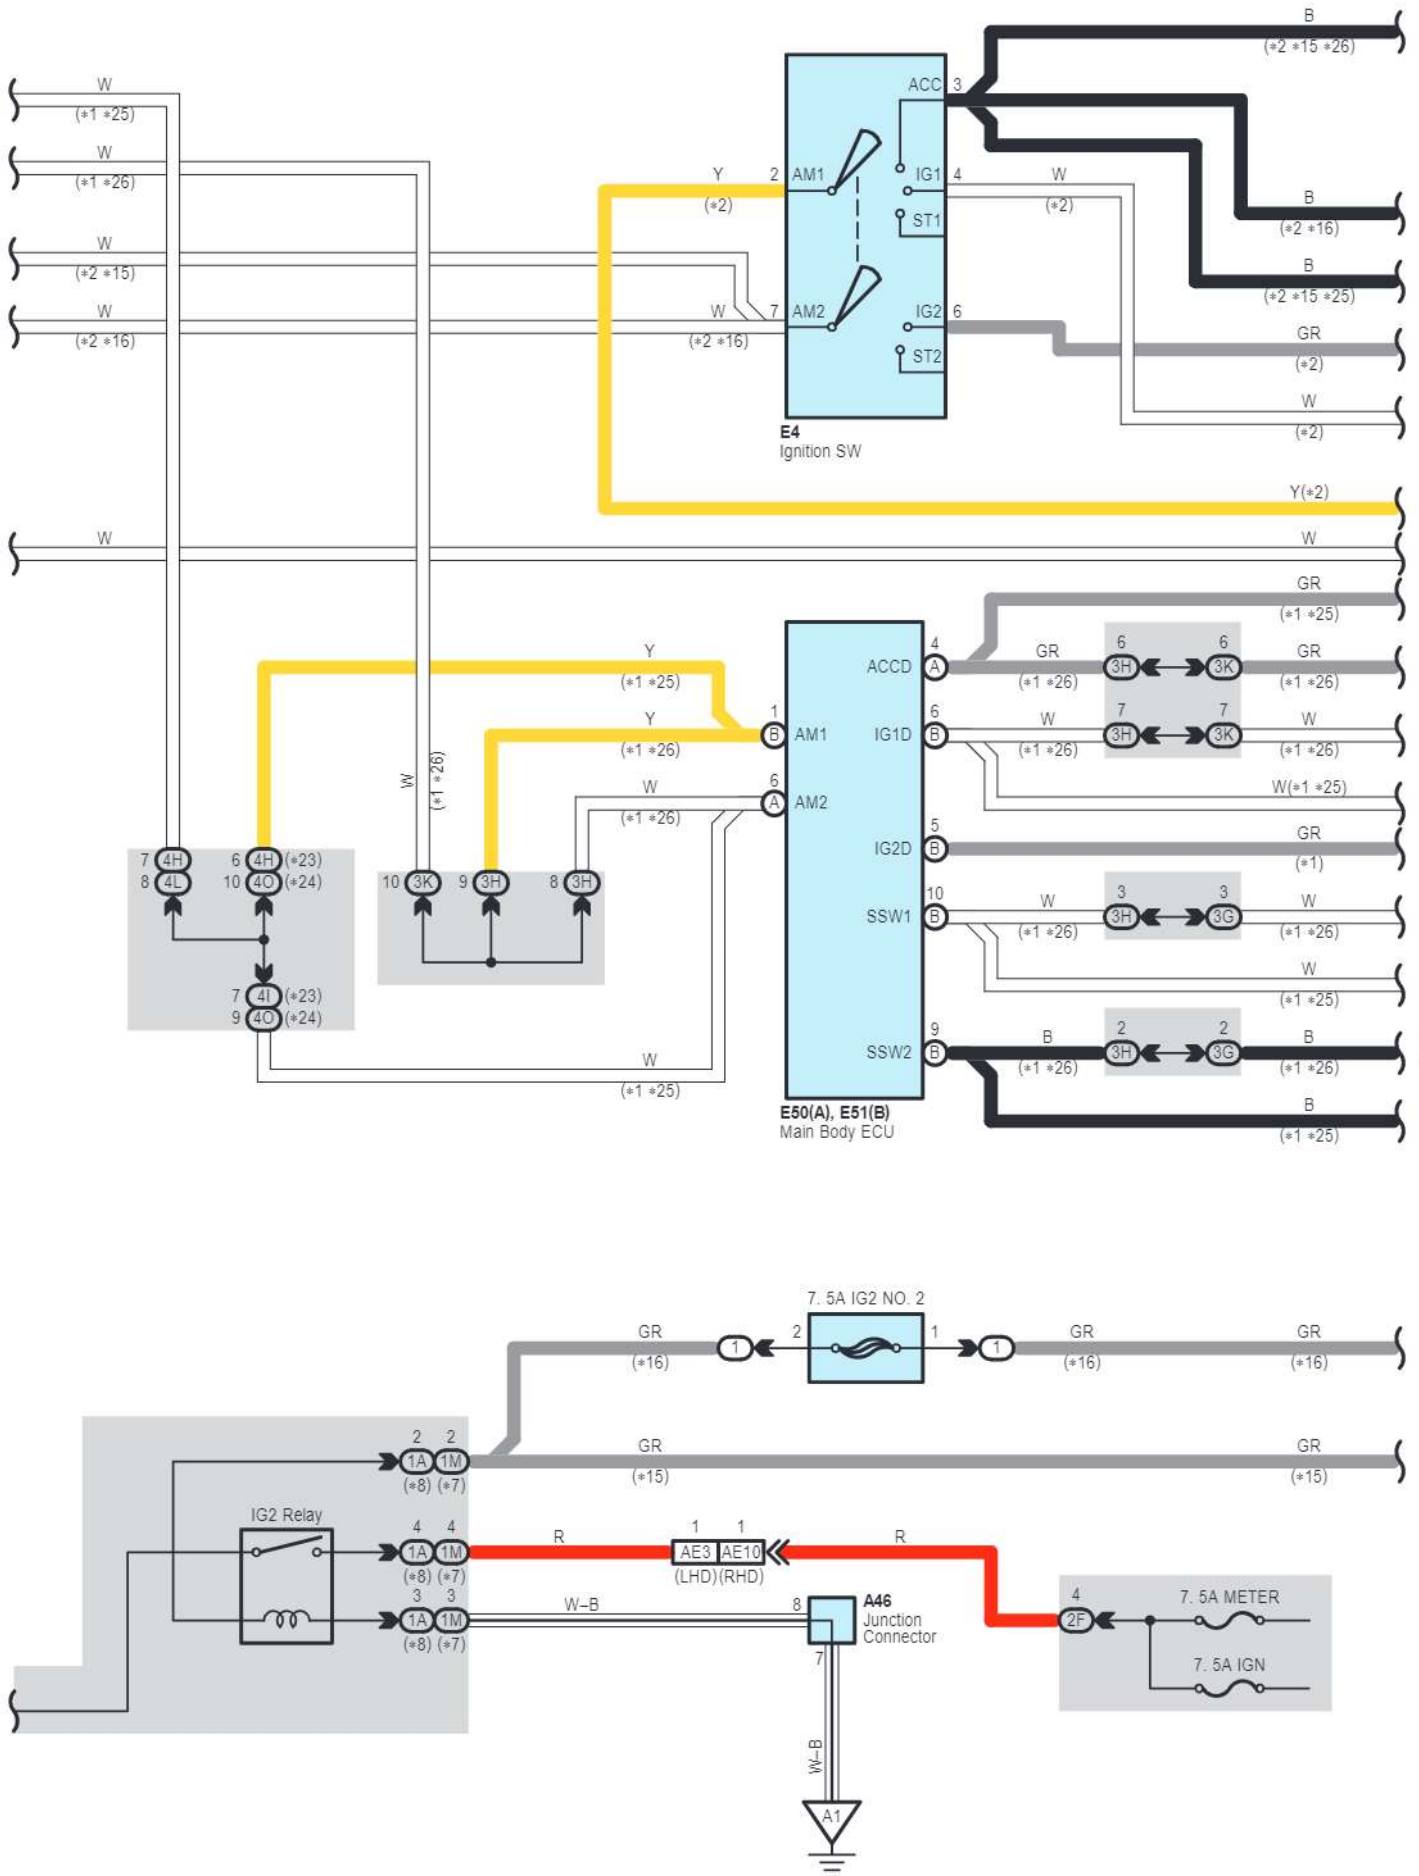 B
(*2 *15 *26)
W
(*1 *25)
ACC 3
W
(*1 *26)
Y
(*2)
2 AM1
IG1 4
W
(*2)
ST1
B
(*2 *16)
W
(*2 *15)
B
(*2 *15 *25)
W
(*2 *16)
W
(*2 *16)
7 AM2
IG2 6
ST2
GR
(*2)
W
(*2)
E4
Ignition SW
Y(*2)
W
W
GR
(*1 *25)
Y
(*1 *25)
4
ACCD A
GR
(*1 *26)
6 6
3H 3K
GR
(*1 *26)
Y
(*1 *26)
1
B AM1
6
IG1D B
W
(*1 *26)
7 7
3H 3K
W
(*1 *26)
W
(*1 *26)
W
(*1 *26)
6
A AM2
W(*1 *25)
5
IG2D B
GR
(*1)
7 4H
8 4L
6 4H (*23)
10 4O (*24)
10 3K
9 3H
8 3H
10
SSW1 B
W
(*1 *26)
3 3
3H 3G
W
(*1 *26)
W
(*1 *25)
7 4I (*23)
9 4O (*24)
9
SSW2 B
B
(*1 *26)
2 2
3H 3G
B
(*1 *26)
W
(*1 *25)
B
(*1 *25)
E50(A), E51(B)
Main Body ECU
7. 5A IG2 NO. 2
GR
(*16)
1
2
1
1
GR
(*16)
GR
(*16)
2 2
1A 1M
(*8) (*7)
GR
(*15)
GR
(*15)
IG2 Relay
4 4
1A 1M
(*8) (*7)
R
1 1
AE3 AE10
(LHD)(RHD)
R
3 3
1A 1M
(*8) (*7)
W–B
8
A46
Junction
Connector
7
4
2F
7. 5A METER
7. 5A IGN
W–B
A1